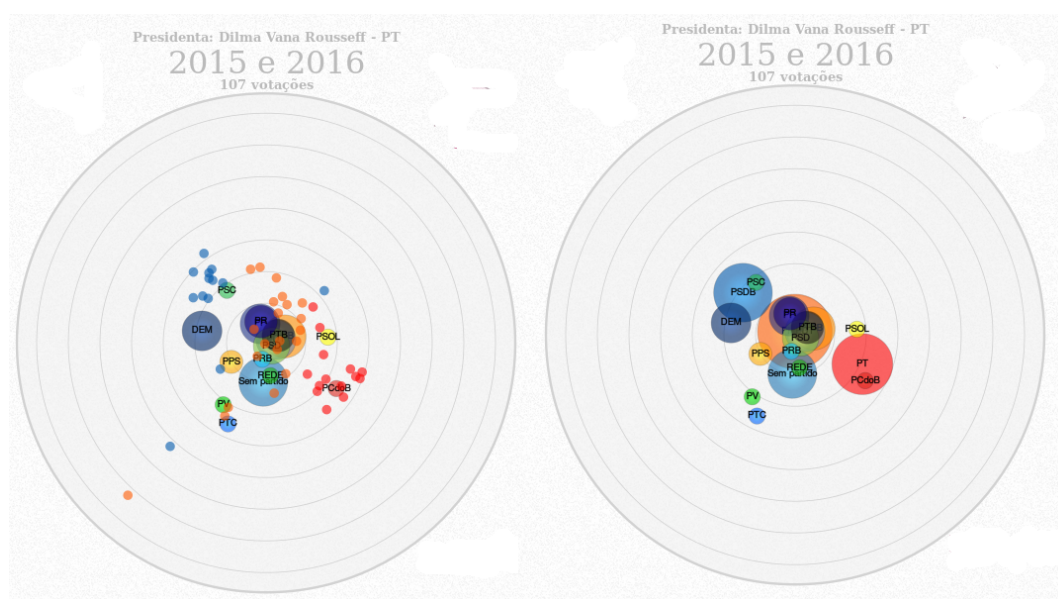 Presidenta: Dilma Vana Rousseff - PT
2015 e 2016
107 votações
PSC
DEM
PR
PTB
PSOL
PPS
PRB
REDE
Sem partido
PCdoB
PV
PTC
Presidenta: Dilma Vana Rousseff - PT
2015 e 2016
107 votações
PSC
PSDB
DEM
PR
PTB
PSOL
PSD
PPS
PRB
PT
REDE
Sem partido
PCdoB
PV
PTC